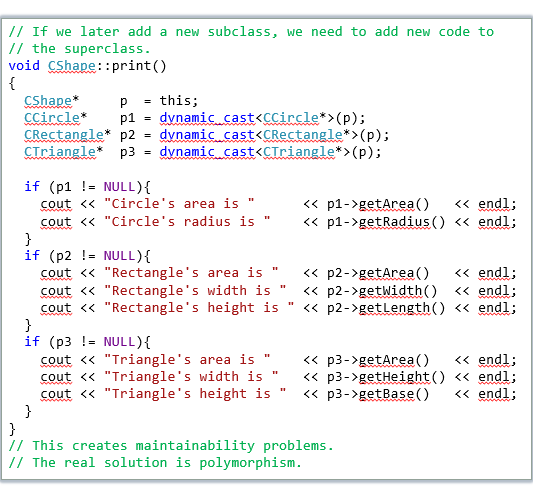 // If we later add a new subclass, we need to add new code to
// the superclass.
void CShape::print()
{
  CShape*     p  = this;
  CCircle*    p1 = dynamic_cast<CCircle*>(p);
  CRectangle* p2 = dynamic_cast<CRectangle*>(p);
  CTriangle*  p3 = dynamic_cast<CTriangle*>(p);

  if (p1 != NULL){
    cout << "Circle's area is "      << p1->getArea()   << endl;
    cout << "Circle's radius is "    << p1->getRadius() << endl;
  }
  if (p2 != NULL){
    cout << "Rectangle's area is "   << p2->getArea()   << endl;
    cout << "Rectangle's width is "  << p2->getWidth()  << endl;
    cout << "Rectangle's height is " << p2->getLength() << endl;
  }
  if (p3 != NULL){
    cout << "Triangle's area is "    << p3->getArea()   << endl;
    cout << "Triangle's width is "   << p3->getHeight() << endl;
    cout << "Triangle's height is "  << p3->getBase()   << endl;
  }
}
// This creates maintainability problems.
// The real solution is polymorphism.